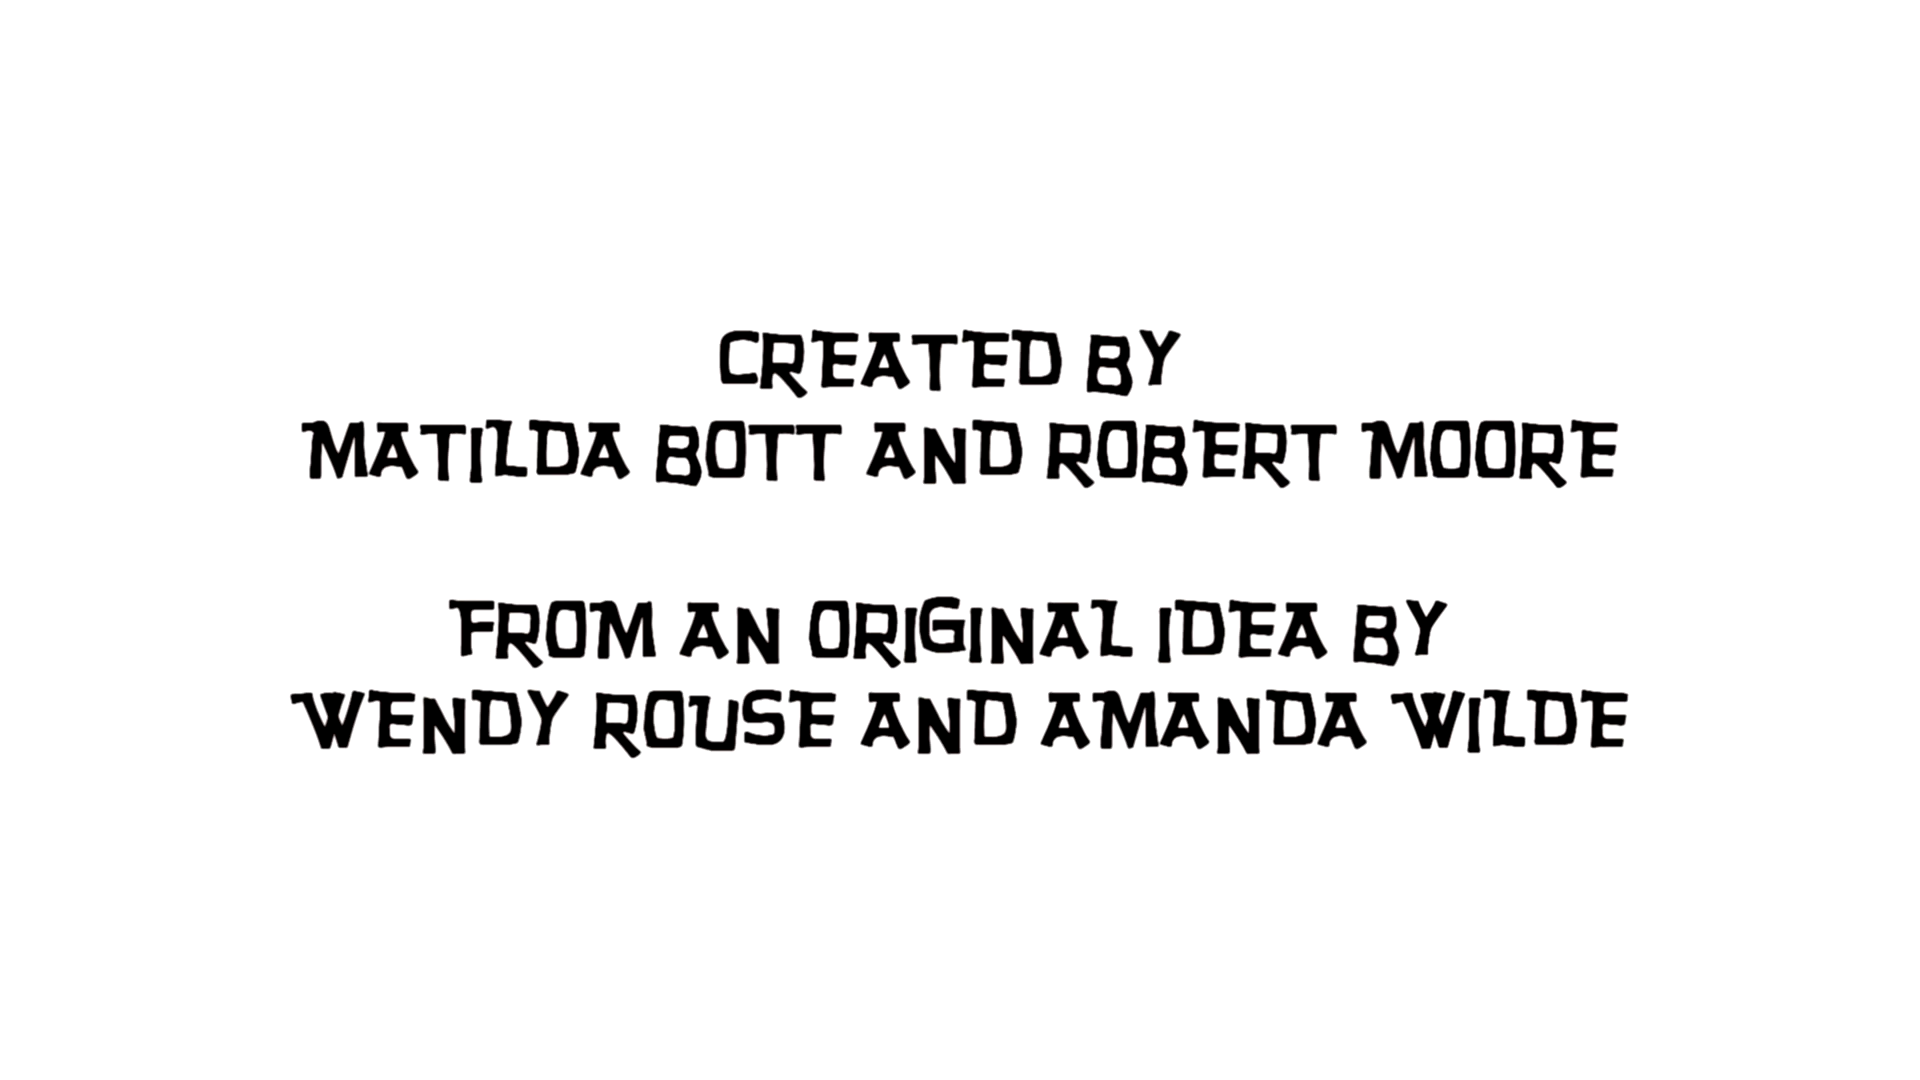 CREATED BY
MATILDA BOTT AND ROBERT MOORE
FROM AN ORIGINAL IDEA BY
WENDY ROUSE AND AMANDA WILDE